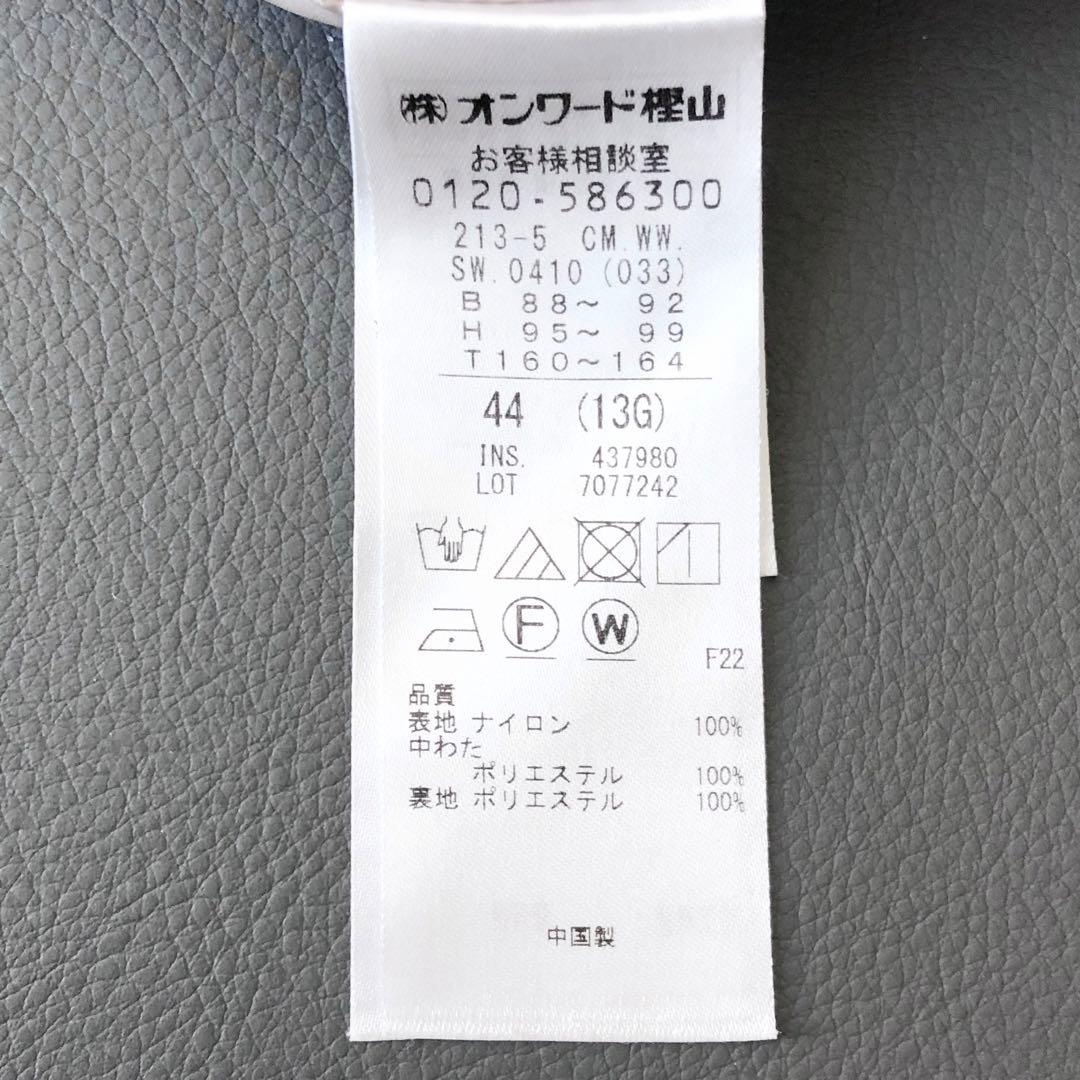 ㈱オンワード樫山
お客様相談室
0120-586300
213-5 CM.WW.
SW.0410 (033)
B 88～ 92
H 95～ 99
T160～164
44 (13G)
INS. 437980
LOT 7077242
F
W
F22
品質
表地 ナイロン 100%
中わた
ポリエステル 100%
裏地 ポリエステル 100%
中国製